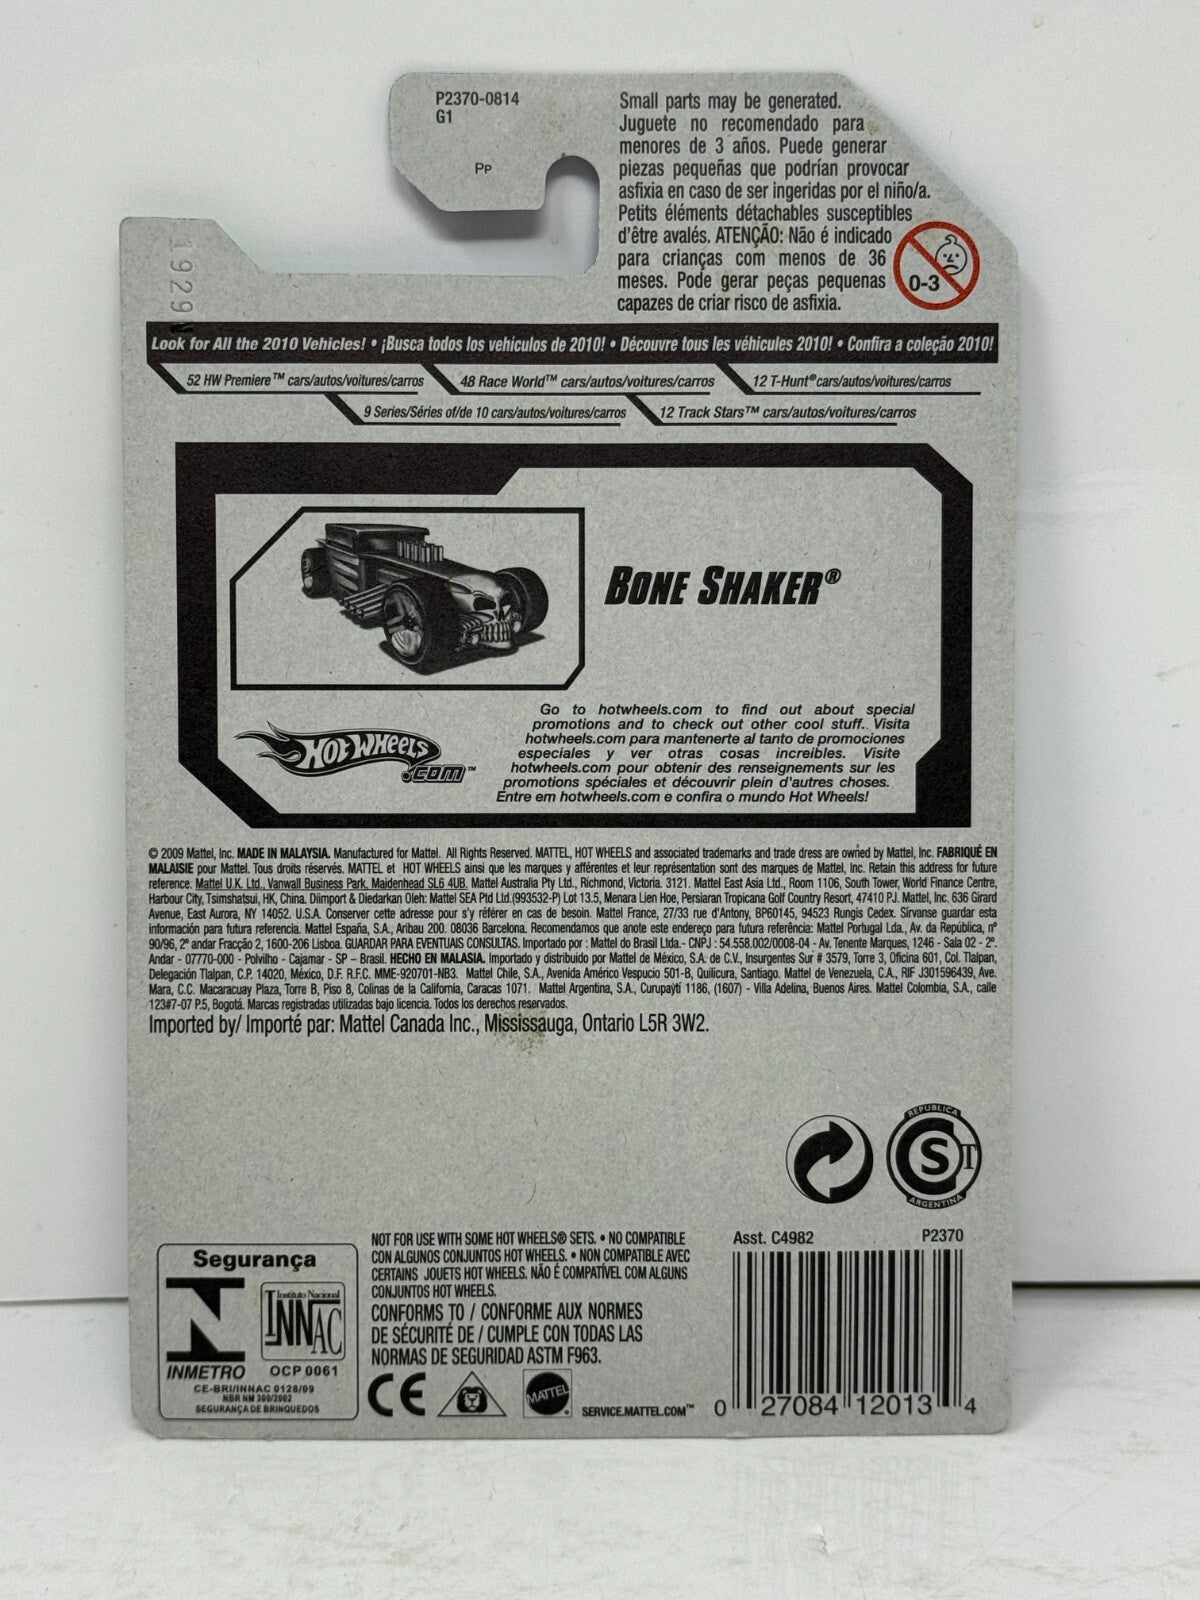 P2370-0814
G1
PP
Small parts may be generated.
Juguete no recomendado para
menores de 3 años. Puede generar
piezas pequeñas que podrían provocar
asfixia en caso de ser ingeridas por el niño/a.
Petits éléments détachables susceptibles
d'être avalés. ATENÇÃO: Não é indicado
para crianças com menos de 36
meses. Pode gerar peças pequenas
capazes de criar risco de asfixia.
0-3
1929
Look for All the 2010 Vehicles! • ¡Busca todos los vehículos de 2010! • Découvre tous les véhicules 2010! • Confira a coleção 2010!
52 HW Premiere™ cars/autos/voitures/carros
48 Race World™ cars/autos/voitures/carros
12 T-Hunt® cars/autos/voitures/carros
9 Series/Séries of/de 10 cars/autos/voitures/carros
12 Track Stars™ cars/autos/voitures/carros
BONE SHAKER®
Go to hotwheels.com to find out about special
promotions and to check out other cool stuff. Visita
hotwheels.com para mantenerte al tanto de promociones
especiales y ver otras cosas increíbles. Visite
hotwheels.com pour obtenir des renseignements sur les
promotions spéciales et découvrir plein d'autres choses.
Entre em hotwheels.com e confira o mundo Hot Wheels!
HOT WHEELS
.COM™
© 2009 Mattel, Inc. MADE IN MALAYSIA. Manufactured for Mattel. All Rights Reserved. MATTEL, HOT WHEELS and associated trademarks and trade dress are owned by Mattel, Inc. FABRIQUÉ EN
MALAISIE pour Mattel. Tous droits réservés. MATTEL et HOT WHEELS ainsi que les marques y afférentes et leur représentation sont des marques de Mattel, Inc. Retain this address for future
reference. Mattel U.K. Ltd., Vanwall Business Park, Maidenhead SL6 4UB. Mattel Australia Pty Ltd., Richmond, Victoria. 3121. Mattel East Asia Ltd., Room 1106, South Tower, World Finance Centre,
Harbour City, Tsimshatsui, HK, China. Diimport & Diedarkan Oleh: Mattel SEA Ptd Ltd.(993532-P) Lot 13.5, Menara Lien Hoe, Persiaran Tropicana Golf Country Resort, 47410 PJ. Mattel, Inc. 636 Girard
Avenue, East Aurora, NY 14052. U.S.A. Conserver cette adresse pour s'y référer en cas de besoin. Mattel France, 27/33 rue d'Antony, BP60145, 94523 Rungis Cedex. Sírvanse guardar esta
información para futura referencia. Mattel España, S.A., Aribau 200. 08036 Barcelona. Recomendamos que anote este endereço para futura referência: Mattel Portugal Lda., Av. da República, nº
90/96, 2º andar Fracção 2, 1600-206 Lisboa. GUARDAR PARA EVENTUAIS CONSULTAS. Importado por : Mattel do Brasil Ltda.- CNPJ : 54.558.002/0008-04 - Av. Tenente Marques, 1246 - Sala 02 - 2º.
Andar - 07770-000 - Polvilho - Cajamar - SP – Brasil. HECHO EN MALASIA. Importado y distribuido por Mattel de México, S.A. de C.V., Insurgentes Sur # 3579, Torre 3, Oficina 601, Col. Tlalpan,
Delegación Tlalpan, C.P. 14020, México, D.F. R.F.C. MME-920701-NB3. Mattel Chile, S.A., Avenida Américo Vespucio 501-B, Quilicura, Santiago. Mattel de Venezuela, C.A., RIF J301596439, Ave.
Mara, C.C. Macaracuay Plaza, Torre B, Piso 8, Colinas de la California, Caracas 1071. Mattel Argentina, S.A., Curupaytí 1186, (1607) - Villa Adelina, Buenos Aires. Mattel Colombia, S.A., calle
123#7-07 P.5, Bogotá. Marcas registradas utilizadas bajo licencia. Todos los derechos reservados.
Imported by/ Importé par: Mattel Canada Inc., Mississauga, Ontario L5R 3W2.
REPUBLICA
CST
ARGENTINA
Segurança
Instituto Nacional
INNAC
INMETRO
OCP 0061
CE-BRI/INNAC 0128/09
NBR NM 300/2002
SEGURANÇA DE BRINQUEDOS
NOT FOR USE WITH SOME HOT WHEELS® SETS. • NO COMPATIBLE
CON ALGUNOS CONJUNTOS HOT WHEELS. • NON COMPATIBLE AVEC
CERTAINS JOUETS HOT WHEELS. NÃO É COMPATÍVEL COM ALGUNS
CONJUNTOS HOT WHEELS.
CONFORMS TO / CONFORME AUX NORMES
DE SÉCURITÉ DE / CUMPLE CON TODAS LAS
NORMAS DE SEGURIDAD ASTM F963.
CE
MATTEL
SERVICE.MATTEL.COM™
Asst. C4982
P2370
0 27084 12013 4